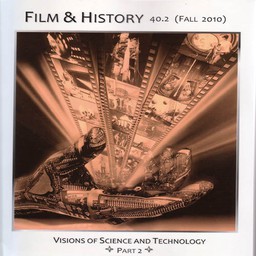 FILM & HISTORY 40.2 (FALL 2010)
VISIONS OF SCIENCE AND TECHNOLOGY
✧ PART 2 ✧